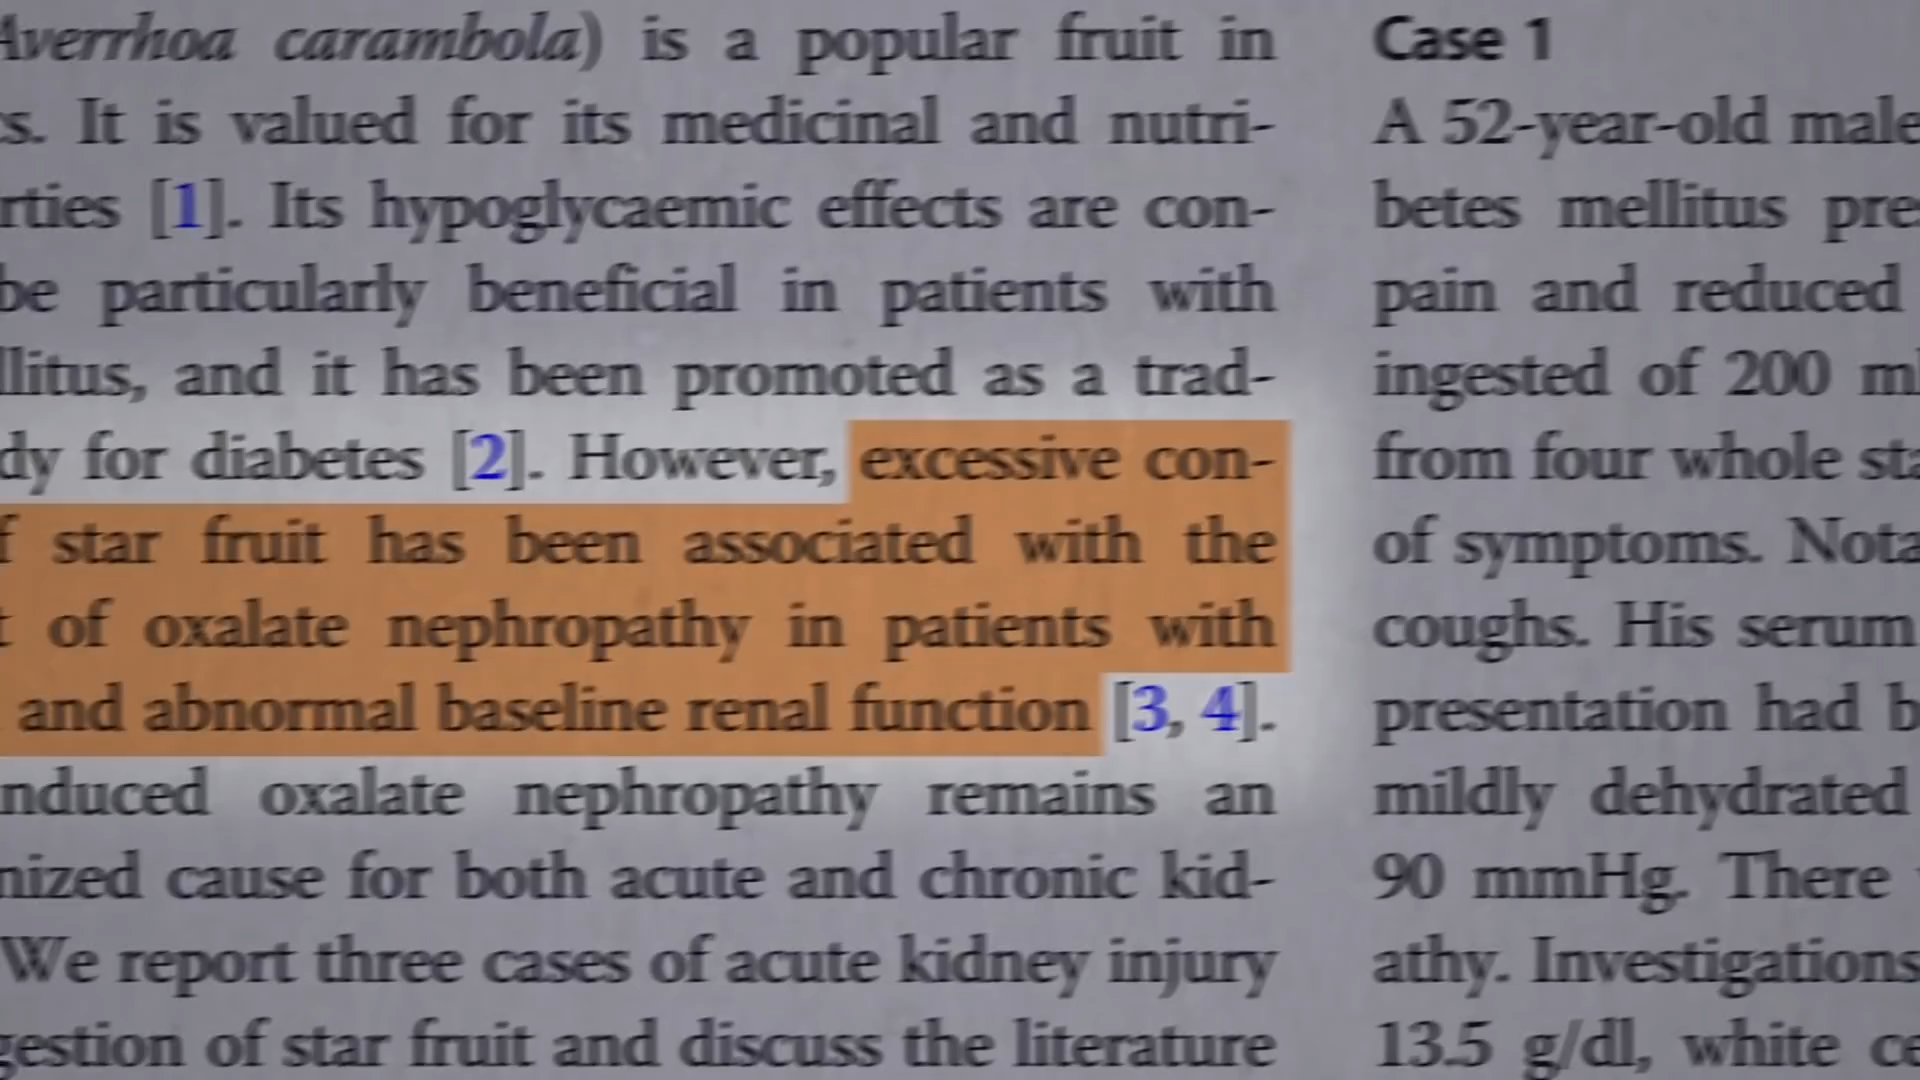 Averrhoa carambola) is a popular fruit in
s. It is valued for its medicinal and nutri-
rties [1]. Its hypoglycaemic effects are con-
be particularly beneficial in patients with
llitus, and it has been promoted as a trad-
dy for diabetes [2]. However, excessive con-
f star fruit has been associated with the
t of oxalate nephropathy in patients with
and abnormal baseline renal function [3, 4].
nduced oxalate nephropathy remains an
nized cause for both acute and chronic kid-
We report three cases of acute kidney injury
gestion of star fruit and discuss the literature
Case 1
A 52-year-old male
betes mellitus pre
pain and reduced
ingested of 200 ml
from four whole sta
of symptoms. Nota
coughs. His serum
presentation had b
mildly dehydrated
90 mmHg. There
athy. Investigations
13.5 g/dl, white ce